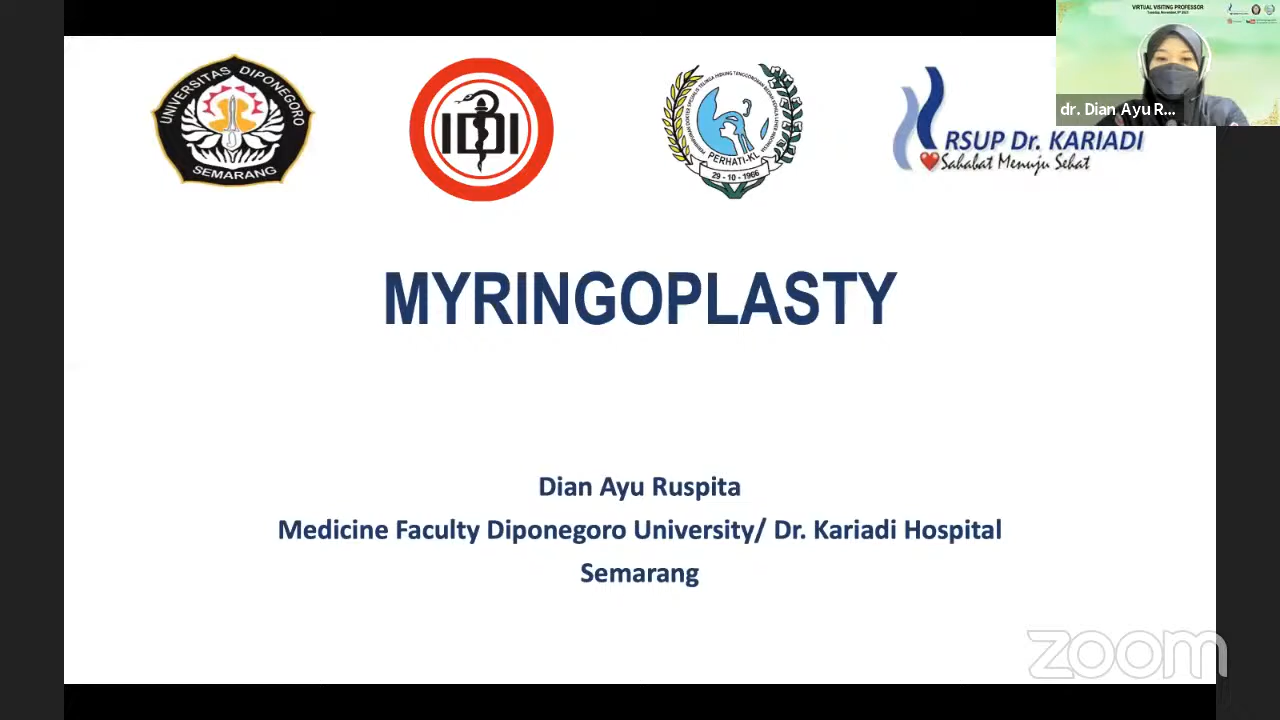 VIRTUAL VISITING PROFESSOR
dr. Dian Ayu R...
UNIVERSITAS DIPONEGORO
SEMARANG
IDI
PERHATI-KL
29 - 10 - 1966
RSUP Dr. KARIADI
Sahabat Menuju Sehat
MYRINGOPLASTY
Dian Ayu Ruspita
Medicine Faculty Diponegoro University/ Dr. Kariadi Hospital
Semarang
zoom